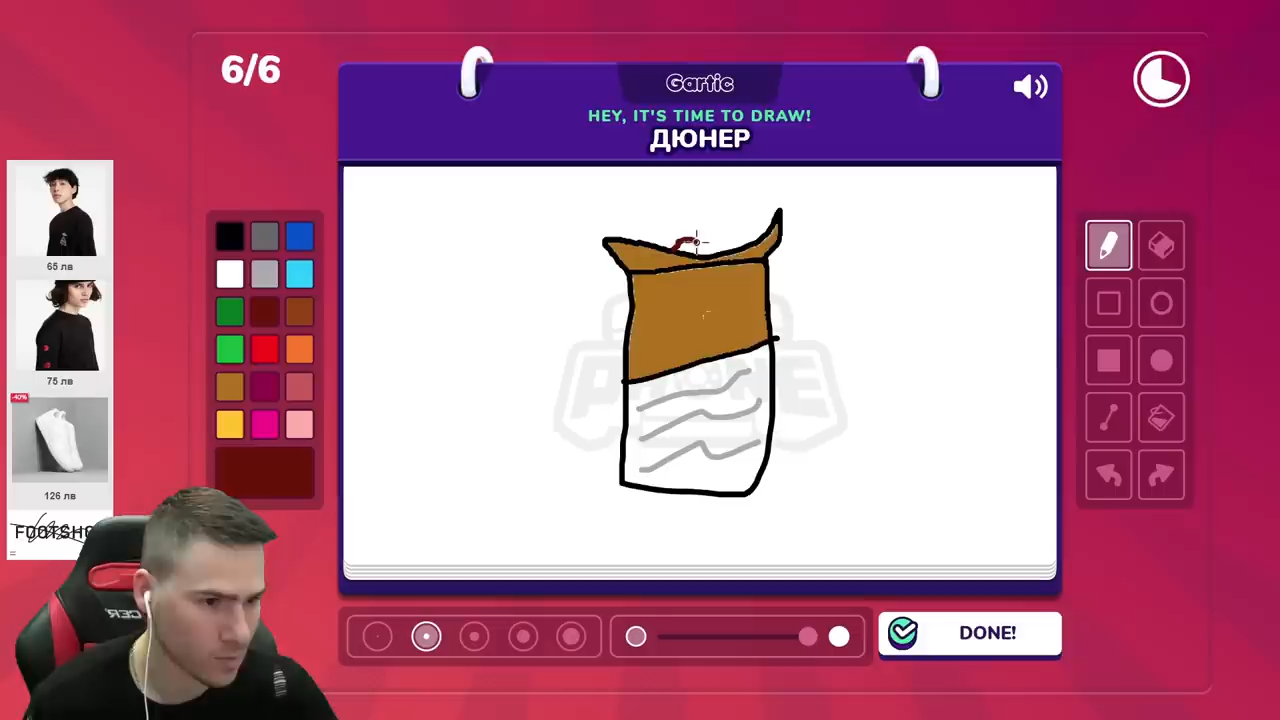 6/6
Gartic
HEY, IT'S TIME TO DRAW!
ДЮНЕР
65 лв
75 лв
-40%
126 лв
DONE!